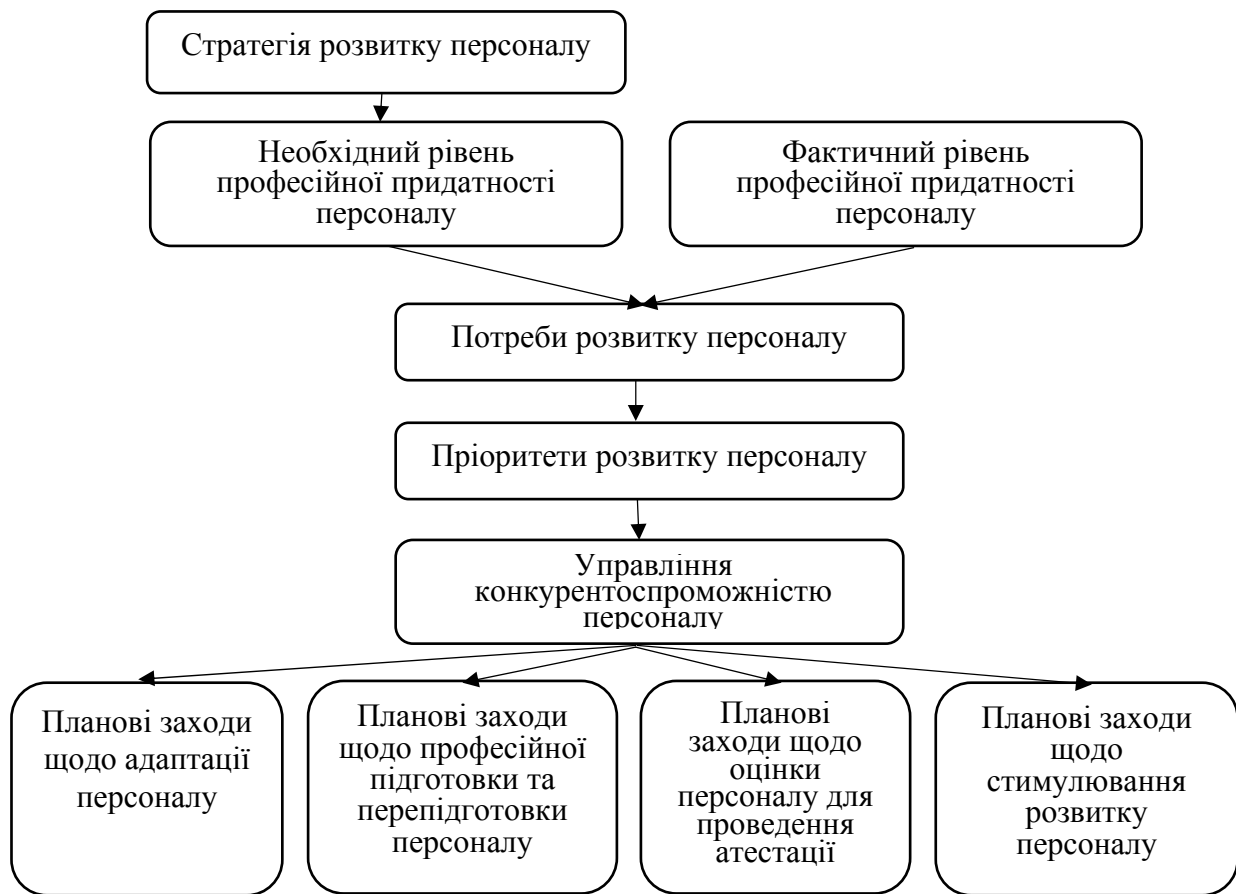 Стратегія розвитку персоналу
Необхідний рівень
професійної придатності
персоналу
Фактичний рівень
професійної придатності
персоналу
Потреби розвитку персоналу
Пріоритети розвитку персоналу
Управління
конкурентоспроможністю
персоналу
Планові заходи
щодо адаптації
персоналу
Планові заходи
щодо професійної
підготовки та
перепідготовки
персоналу
Планові
заходи щодо
оцінки
персоналу для
проведення
атестації
Планові заходи
щодо
стимулювання
розвитку
персоналу